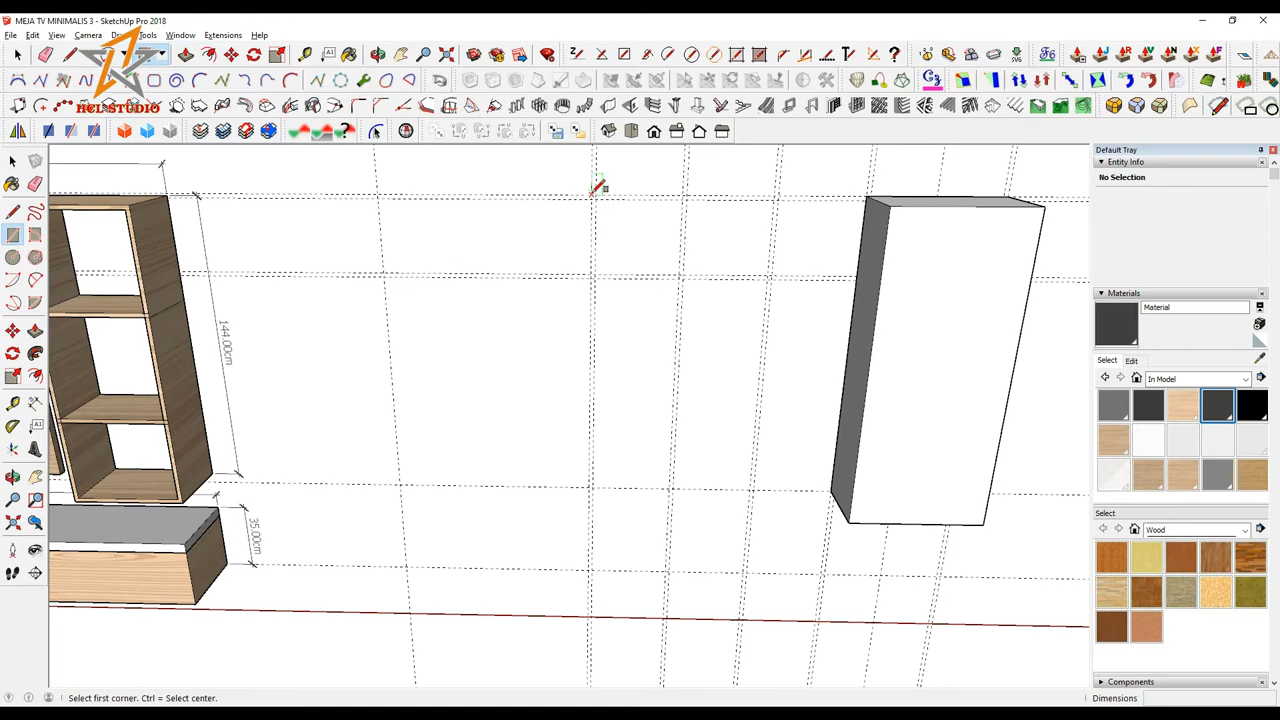 MEJA TV MINIMALIS 3 - SketchUp Pro 2018
File Edit View Camera Draw Tools Window Extensions Help
HCL STUDIO
Default Tray
Entity Info
No Selection
Materials
Material
Select Edit
In Model
Select
Wood
Components
144.00cm
35.00cm
Select first corner. Ctrl = Select center.
Dimensions